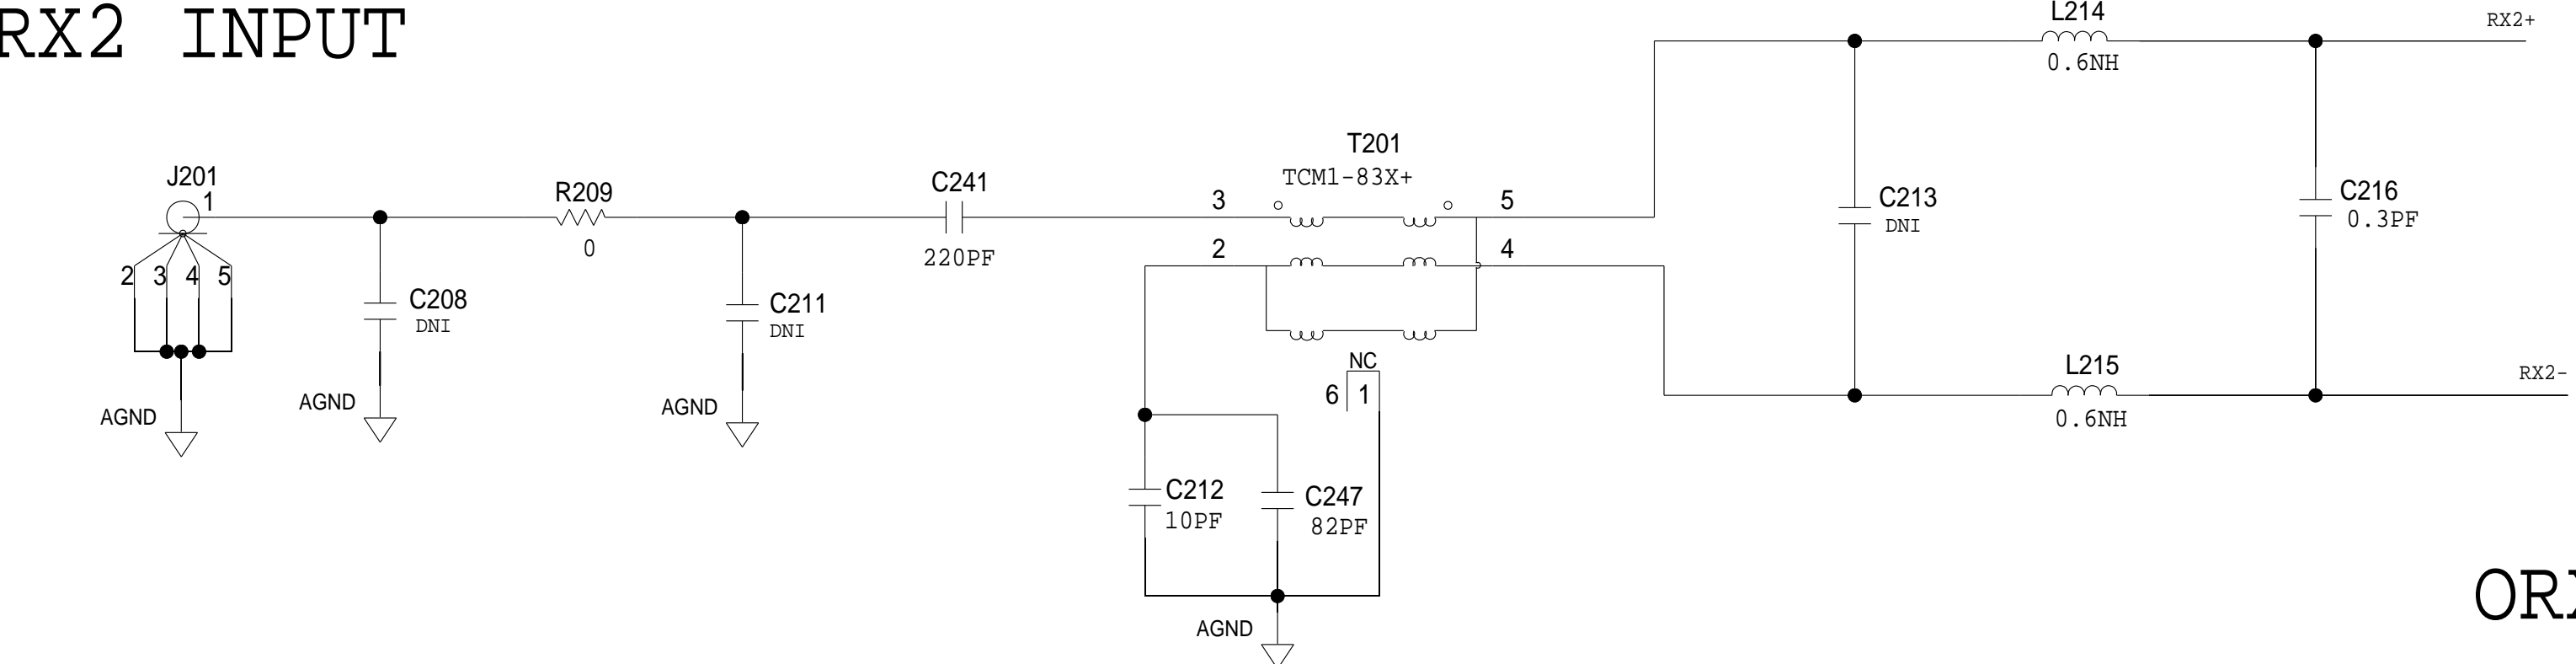 RX2 INPUT
L214
0.6NH
RX2+
J201
1
2 3 4 5
AGND
C208
DNI
AGND
R209
0
C211
DNI
AGND
C241
220PF
T201
TCM1-83X+
3
5
2
4
NC
6 1
C212
10PF
C247
82PF
AGND
C213
DNI
C216
0.3PF
L215
0.6NH
RX2-